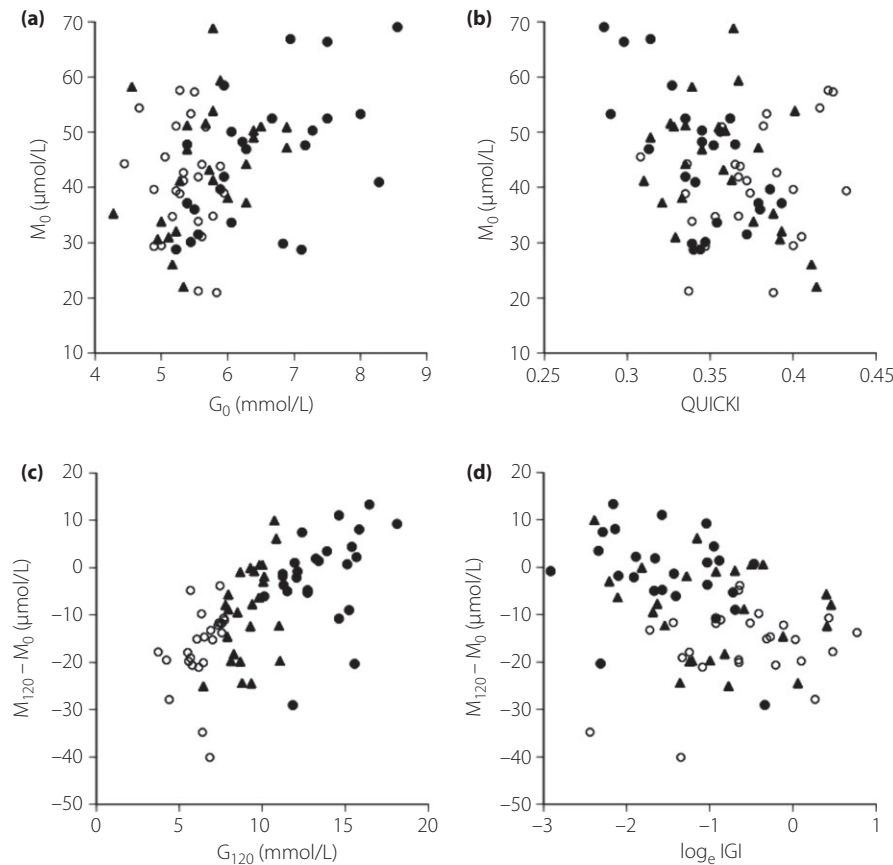 (a)
70
60
50
40
30
20
10
M₀ (μmol/L)
4 5 6 7 8 9
G₀ (mmol/L)
(b)
70
60
50
40
30
20
10
M₀ (μmol/L)
0.25 0.3 0.35 0.4 0.45
QUICKI
(c)
20
10
0
−10
−20
−30
−40
−50
M₁₂₀ − M₀ (μmol/L)
0 5 10 15 20
G₁₂₀ (mmol/L)
(d)
20
10
0
−10
−20
−30
−40
−50
M₁₂₀ − M₀ (μmol/L)
−3 −2 −1 0 1
logₑ IGI